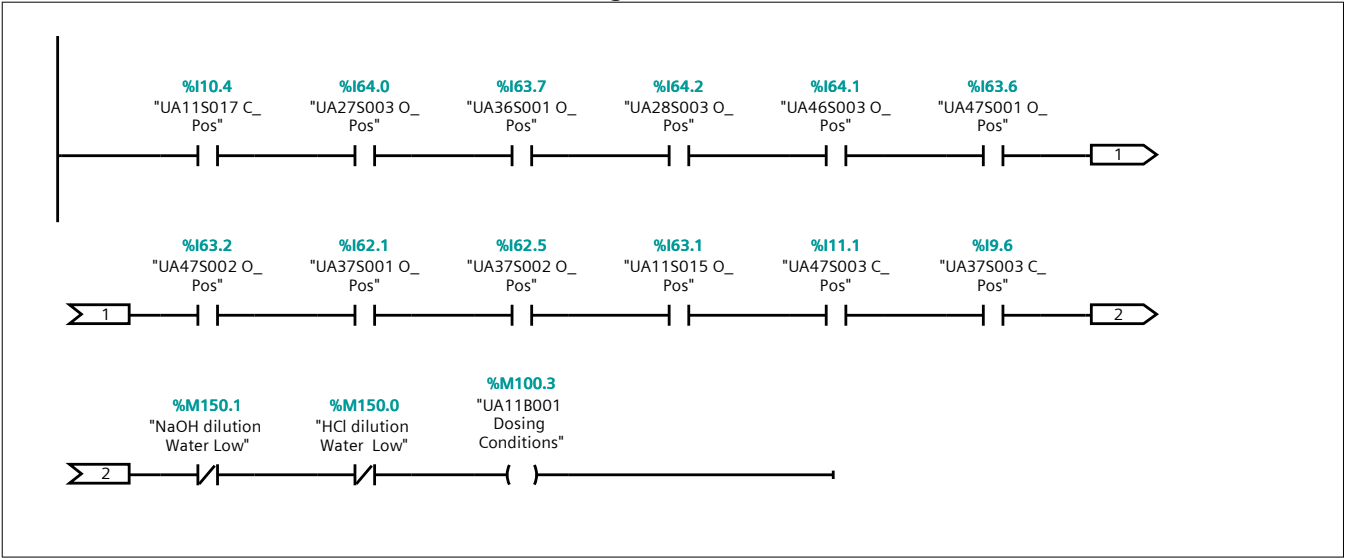 %I10.4 %I64.0 %I63.7 %I64.2 %I64.1 %I63.6
"UA11S017 C_ "UA27S003 O_ "UA36S001 O_ "UA28S003 O_ "UA46S003 O_ "UA47S001 O_
Pos" Pos" Pos" Pos" Pos" Pos"
1
%I63.2 %I62.1 %I62.5 %I63.1 %I11.1 %I9.6
"UA47S002 O_ "UA37S001 O_ "UA37S002 O_ "UA11S015 O_ "UA47S003 C_ "UA37S003 C_
Pos" Pos" Pos" Pos" Pos" Pos"
1 2
%M100.3
%M150.1 %M150.0 "UA11B001
"NaOH dilution "HCl dilution Dosing
Water Low" Water  Low" Conditions"
2